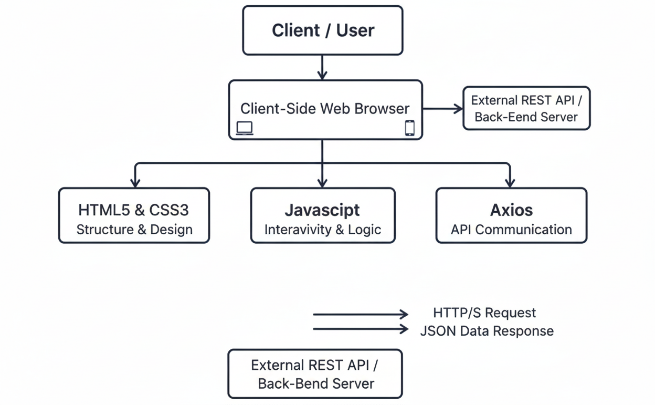 Client / User
Client-Side Web Browser
External REST API /
Back-Eend Server
HTML5 & CSS3
Structure & Design
Javascipt
Interavivity & Logic
Axios
API Communication
HTTP/S Request
JSON Data Response
External REST API /
Back-Bend Server